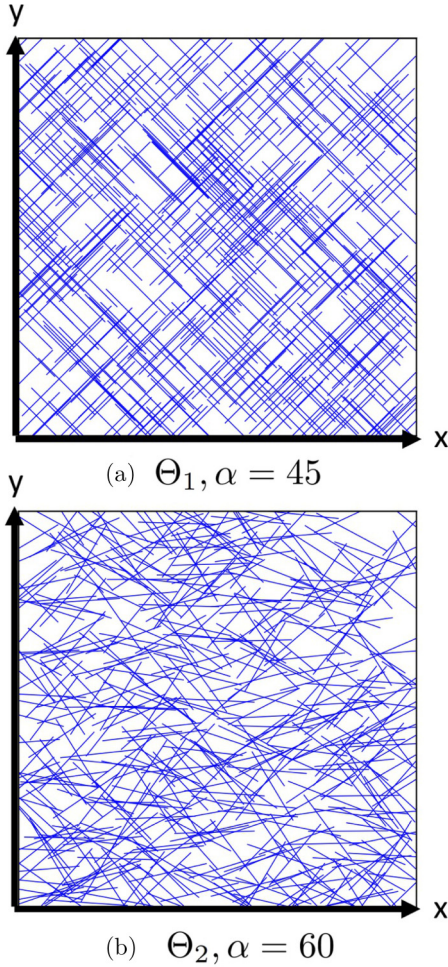 y
x
(a) Θ₁, α = 45
y
x
(b) Θ₂, α = 60